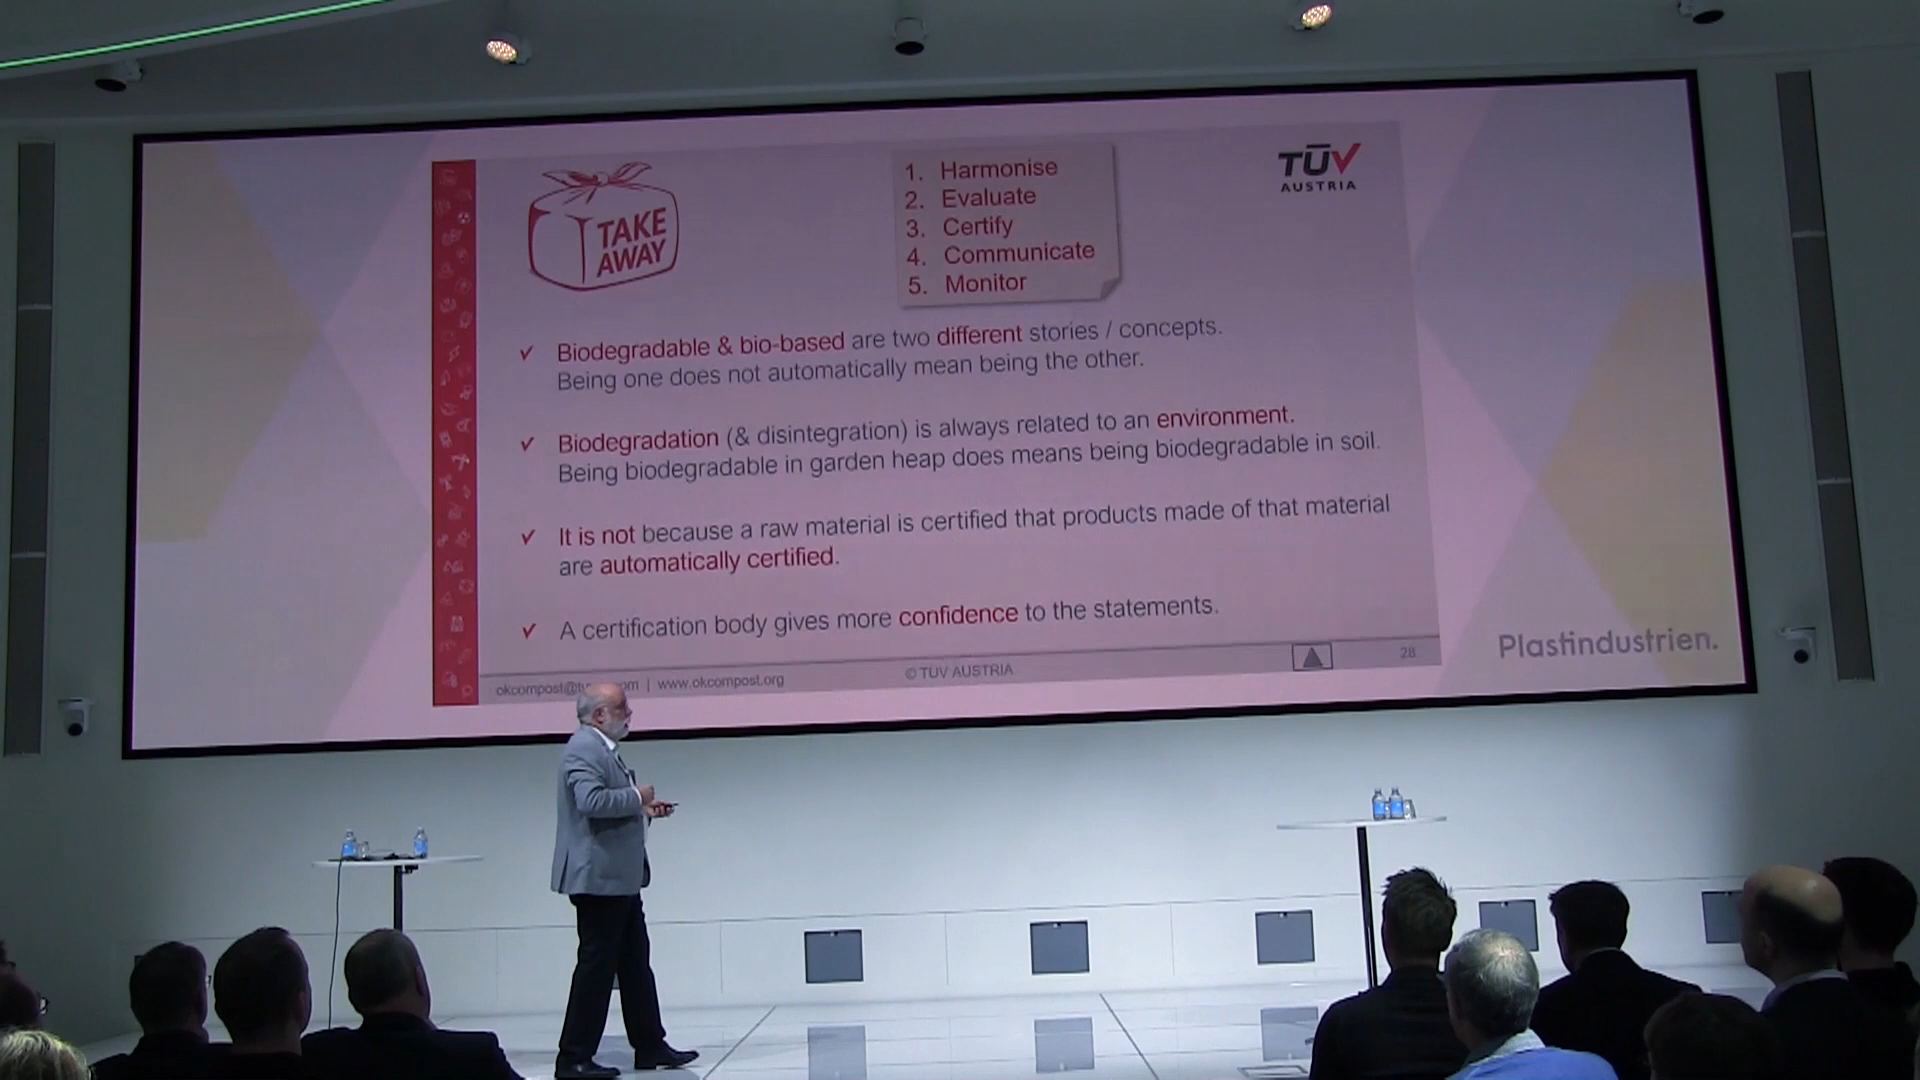 TAKE
AWAY
1. Harmonise
2. Evaluate
3. Certify
4. Communicate
5. Monitor
TÜV
AUSTRIA
✓ Biodegradable & bio-based are two different stories / concepts.
Being one does not automatically mean being the other.
✓ Biodegradation (& disintegration) is always related to an environment.
Being biodegradable in garden heap does means being biodegradable in soil.
✓ It is not because a raw material is certified that products made of that material
are automatically certified.
✓ A certification body gives more confidence to the statements.
Plastindustrien.
okcompost@ | www.okcompost.org
© TÜV AUSTRIA
28